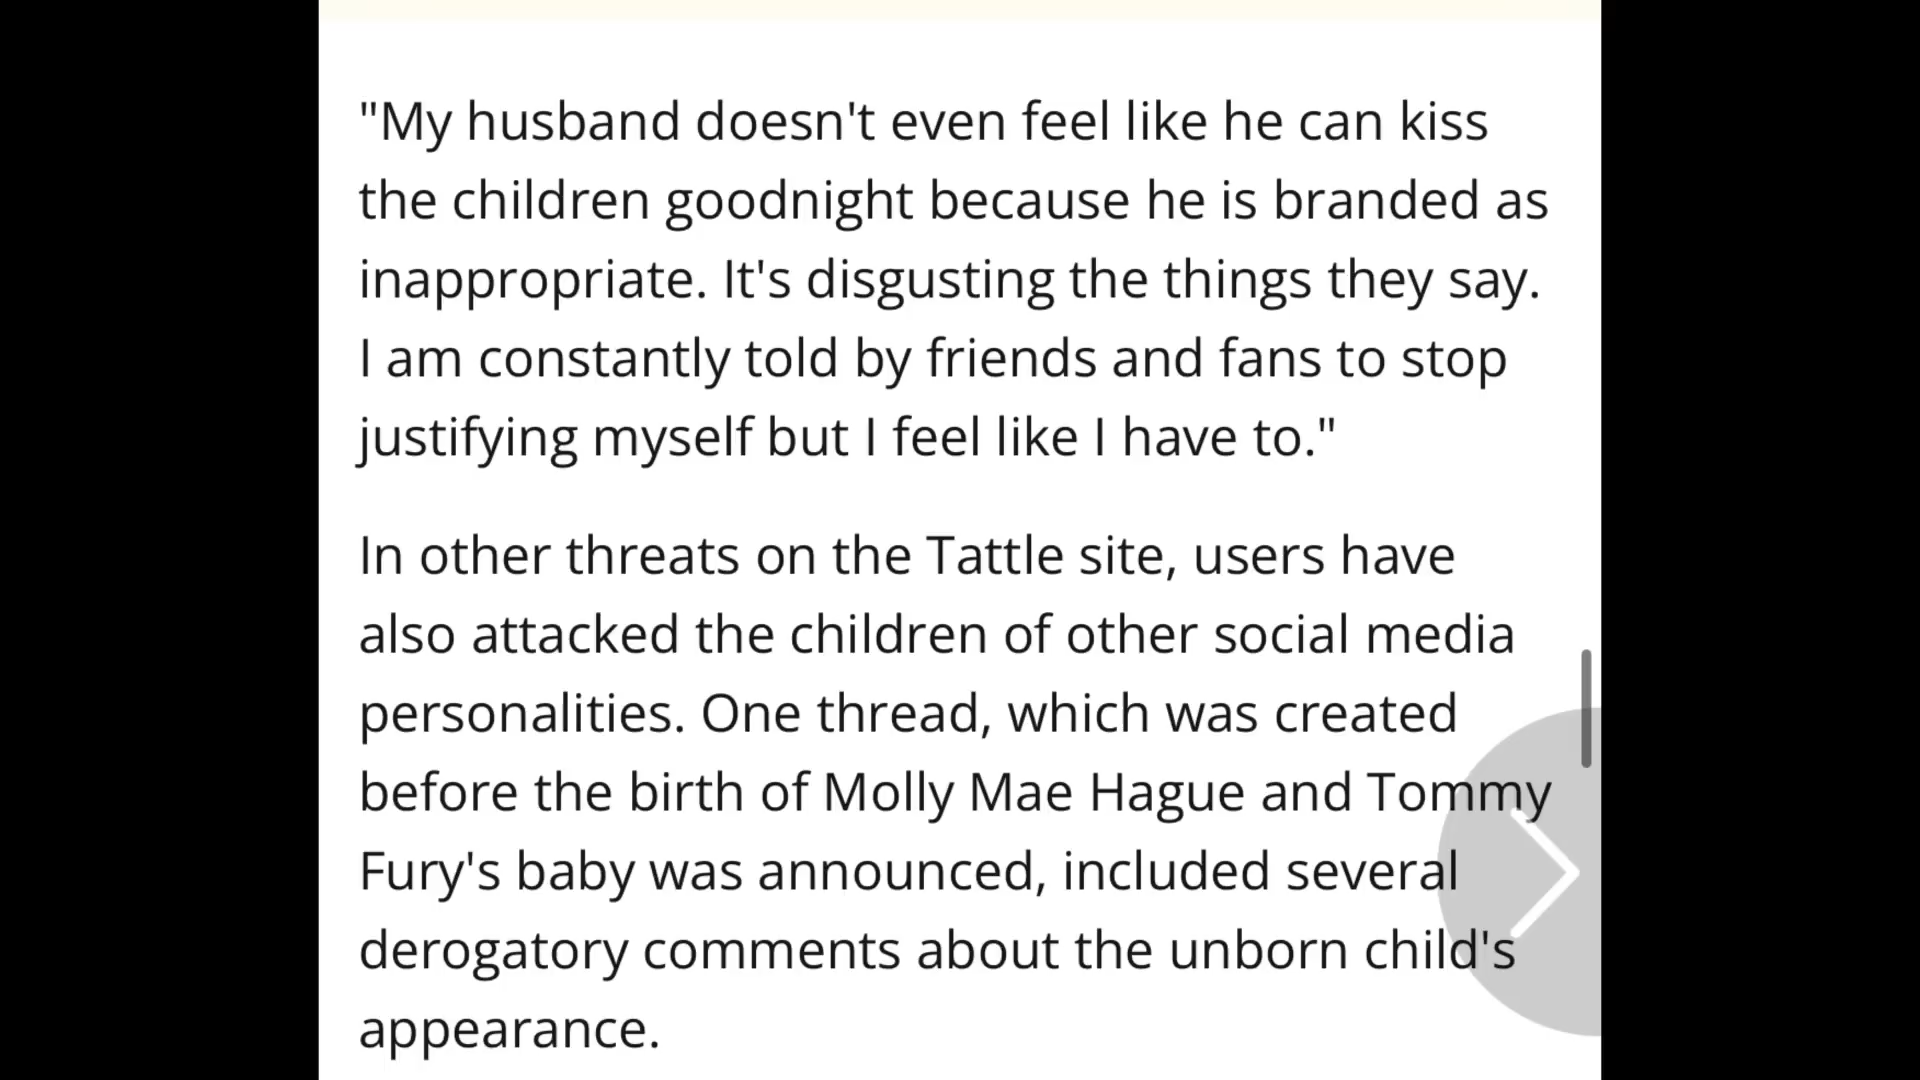 "My husband doesn't even feel like he can kiss
the children goodnight because he is branded as
inappropriate. It's disgusting the things they say.
I am constantly told by friends and fans to stop
justifying myself but I feel like I have to."
In other threats on the Tattle site, users have
also attacked the children of other social media
personalities. One thread, which was created
before the birth of Molly Mae Hague and Tommy
Fury's baby was announced, included several
derogatory comments about the unborn child's
appearance.